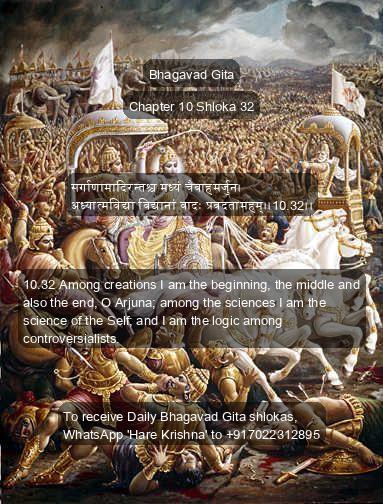 Bhagavad Gita
Chapter 10 Shloka 32
सर्गाणामादिरन्तश्च मध्यं चैवाहमर्जुन।
अध्यात्मविद्या विद्यानां वादः प्रवदतामहम्।।10.32।।
10.32 Among creations I am the beginning, the middle and
also the end, O Arjuna; among the sciences I am the
science of the Self; and I am the logic among
controversialists.
To receive Daily Bhagavad Gita shlokas,
WhatsApp 'Hare Krishna' to +917022312895